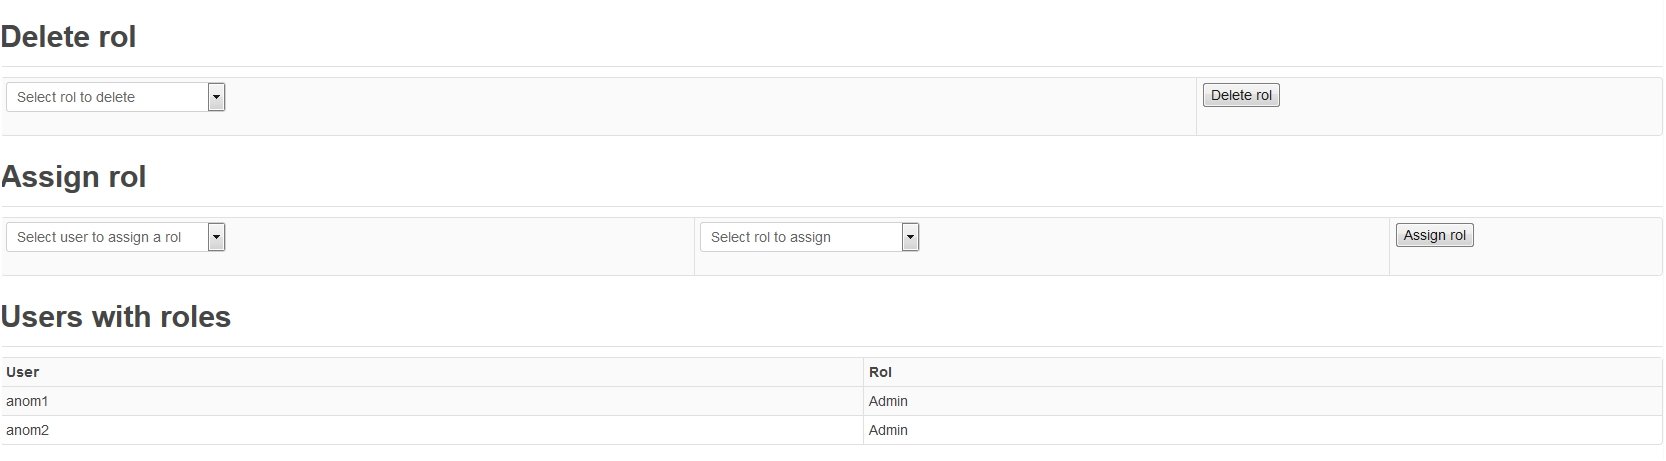 Delete rol
Select rol to delete
Delete rol
Assign rol
Select user to assign a rol
Select rol to assign
Assign rol
Users with roles
User Rol
anom1 Admin
anom2 Admin